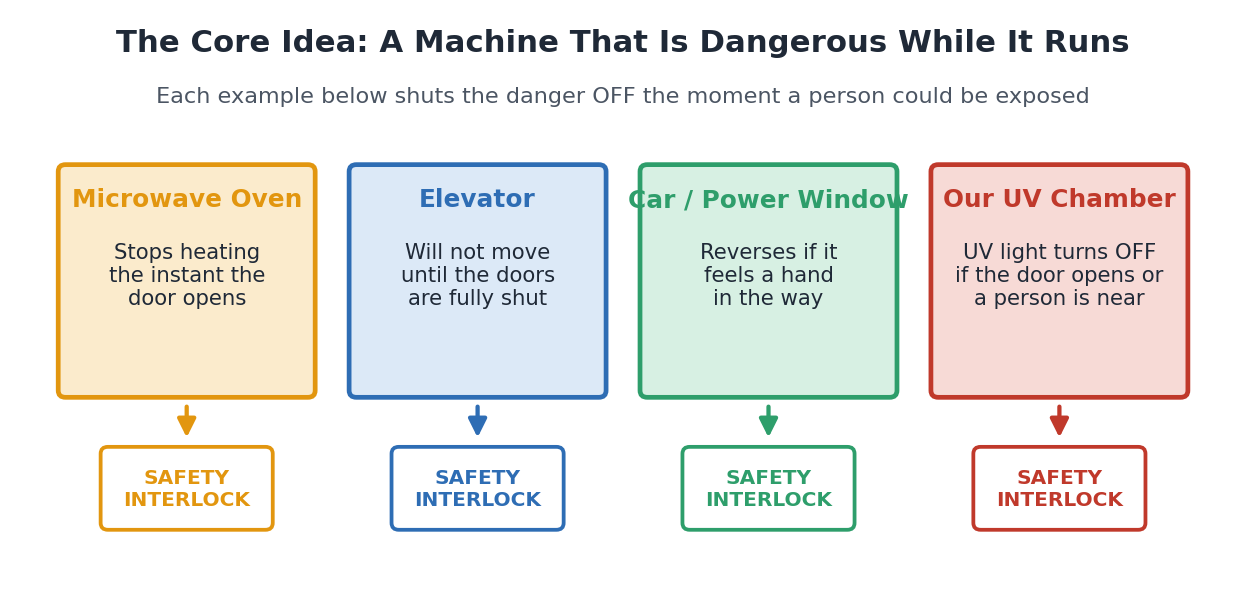 The Core Idea: A Machine That Is Dangerous While It Runs
Each example below shuts the danger OFF the moment a person could be exposed
Microwave Oven
Stops heating
the instant the
door opens
SAFETY
INTERLOCK
Elevator
Will not move
until the doors
are fully shut
SAFETY
INTERLOCK
Car / Power Window
Reverses if it
feels a hand
in the way
SAFETY
INTERLOCK
Our UV Chamber
UV light turns OFF
if the door opens or
a person is near
SAFETY
INTERLOCK